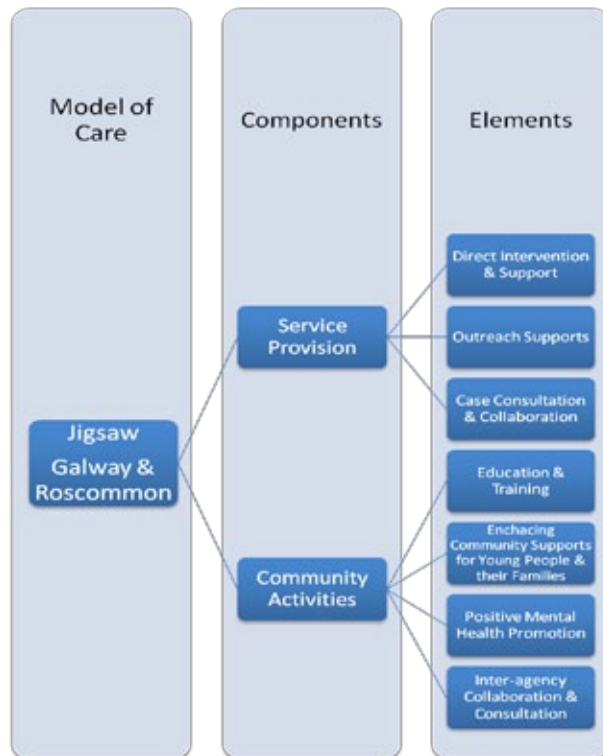 Model of
Care
Components
Elements
Jigsaw
Galway &
Roscommon
Service
Provision
Community
Activities
Direct Intervention
& Support
Outreach Supports
Case Consultation
& Collaboration
Education &
Training
Enchacing
Community Supports
for Young People &
their Families
Positive Mental
Health Promotion
Inter-agency
Collaboration &
Consultation